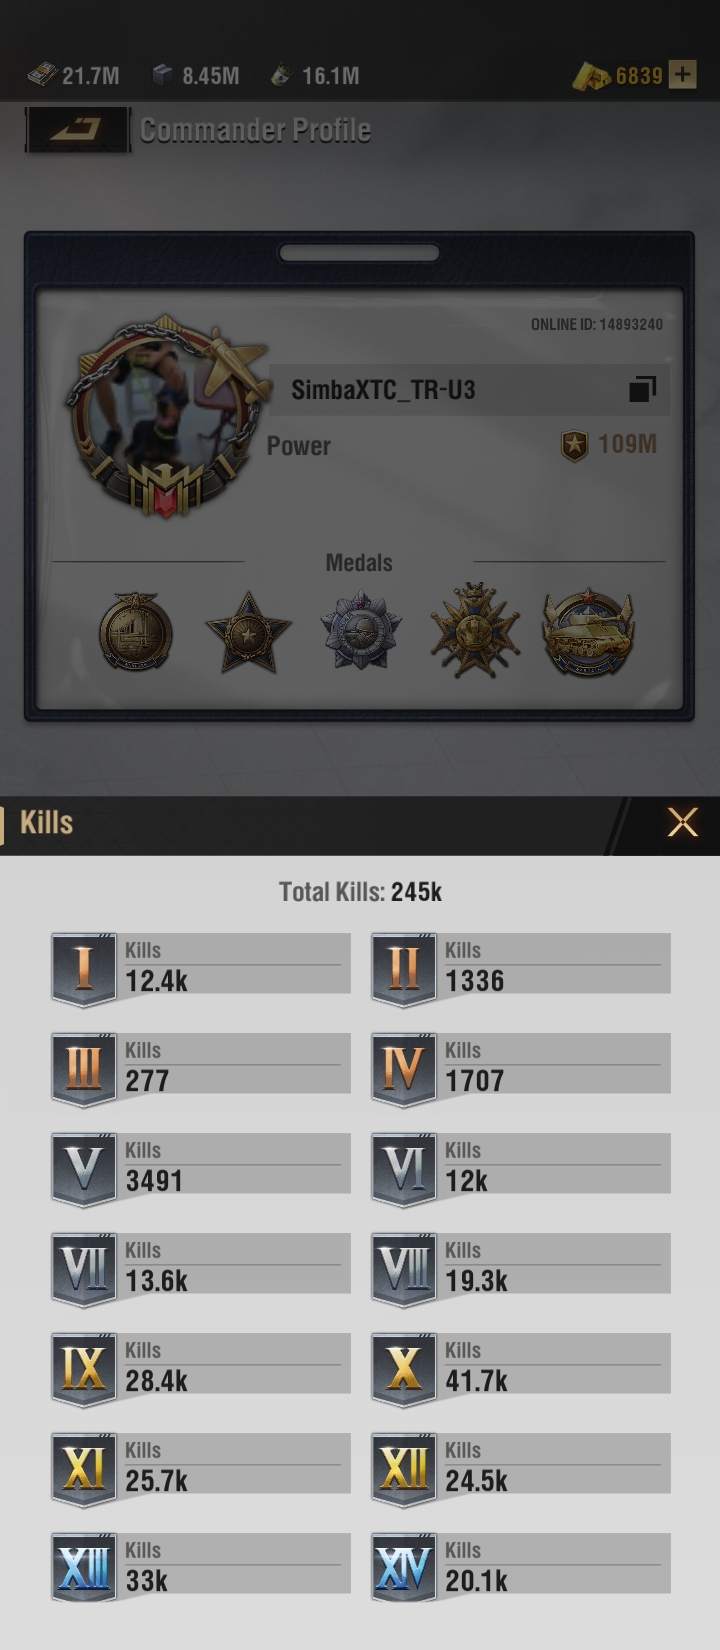 21.7M 8.45M 16.1M 6839
Commander Profile
ONLINE ID: 14893240
SimbaXTC_TR-U3
Power 109M
Medals
Kills
Total Kills: 245k
I Kills 12.4k
II Kills 1336
III Kills 277
IV Kills 1707
V Kills 3491
VI Kills 12k
VII Kills 13.6k
VIII Kills 19.3k
IX Kills 28.4k
X Kills 41.7k
XI Kills 25.7k
XII Kills 24.5k
XIII Kills 33k
XIV Kills 20.1k